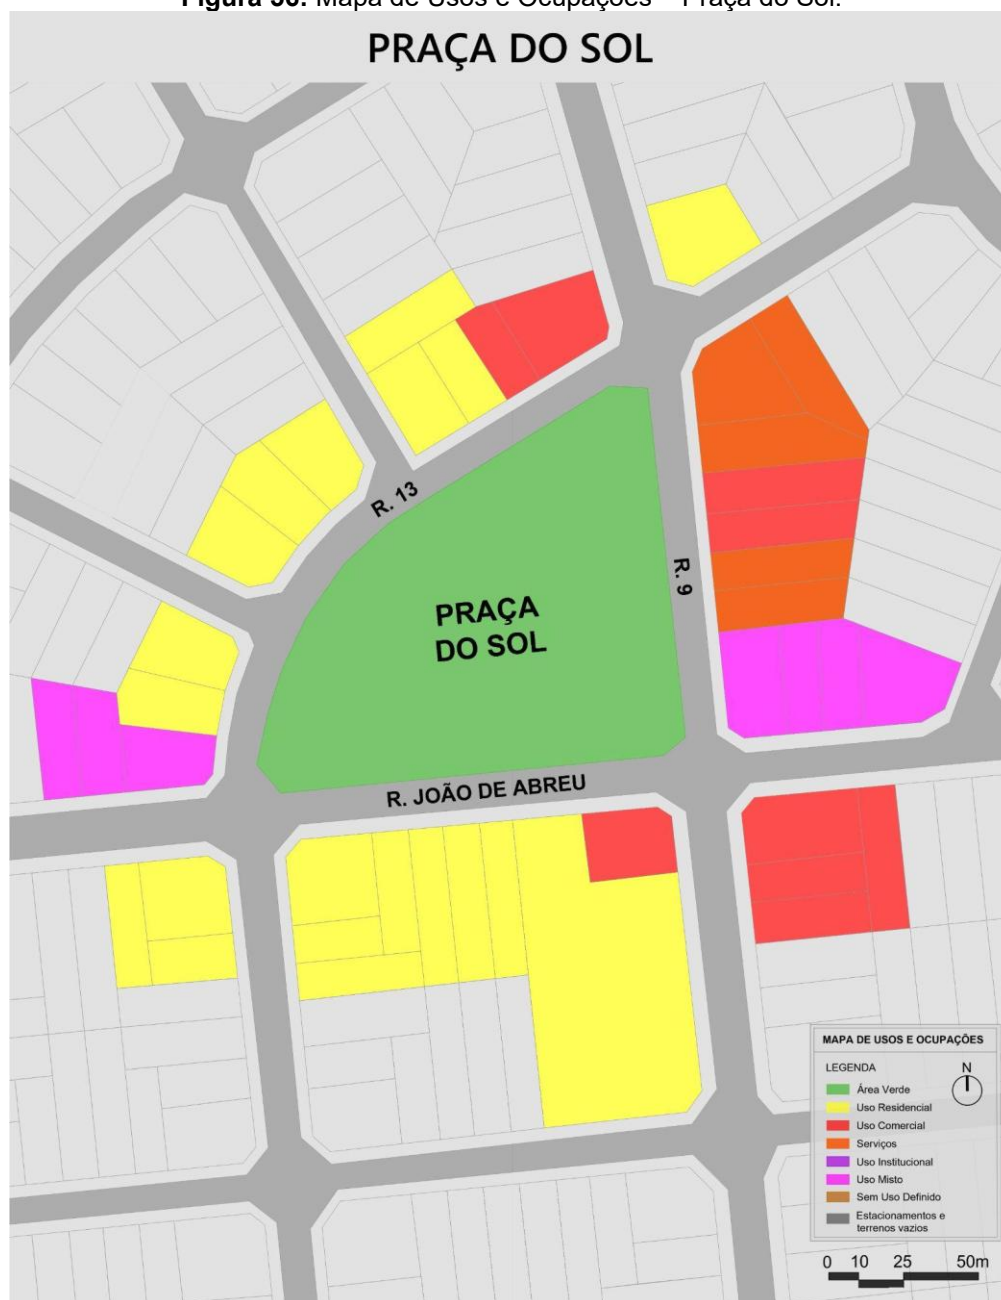 Figura 56. Mapa de Usos e Ocupações – Praça do Sol.
PRAÇA DO SOL
R. 13
R. 9
PRAÇA
DO SOL
R. JOÃO DE ABREU
MAPA DE USOS E OCUPAÇÕES
LEGENDA
N
Área Verde
Uso Residencial
Uso Comercial
Serviços
Uso Institucional
Uso Misto
Sem Uso Definido
Estacionamentos e
terrenos vazios
0 10 25 50m